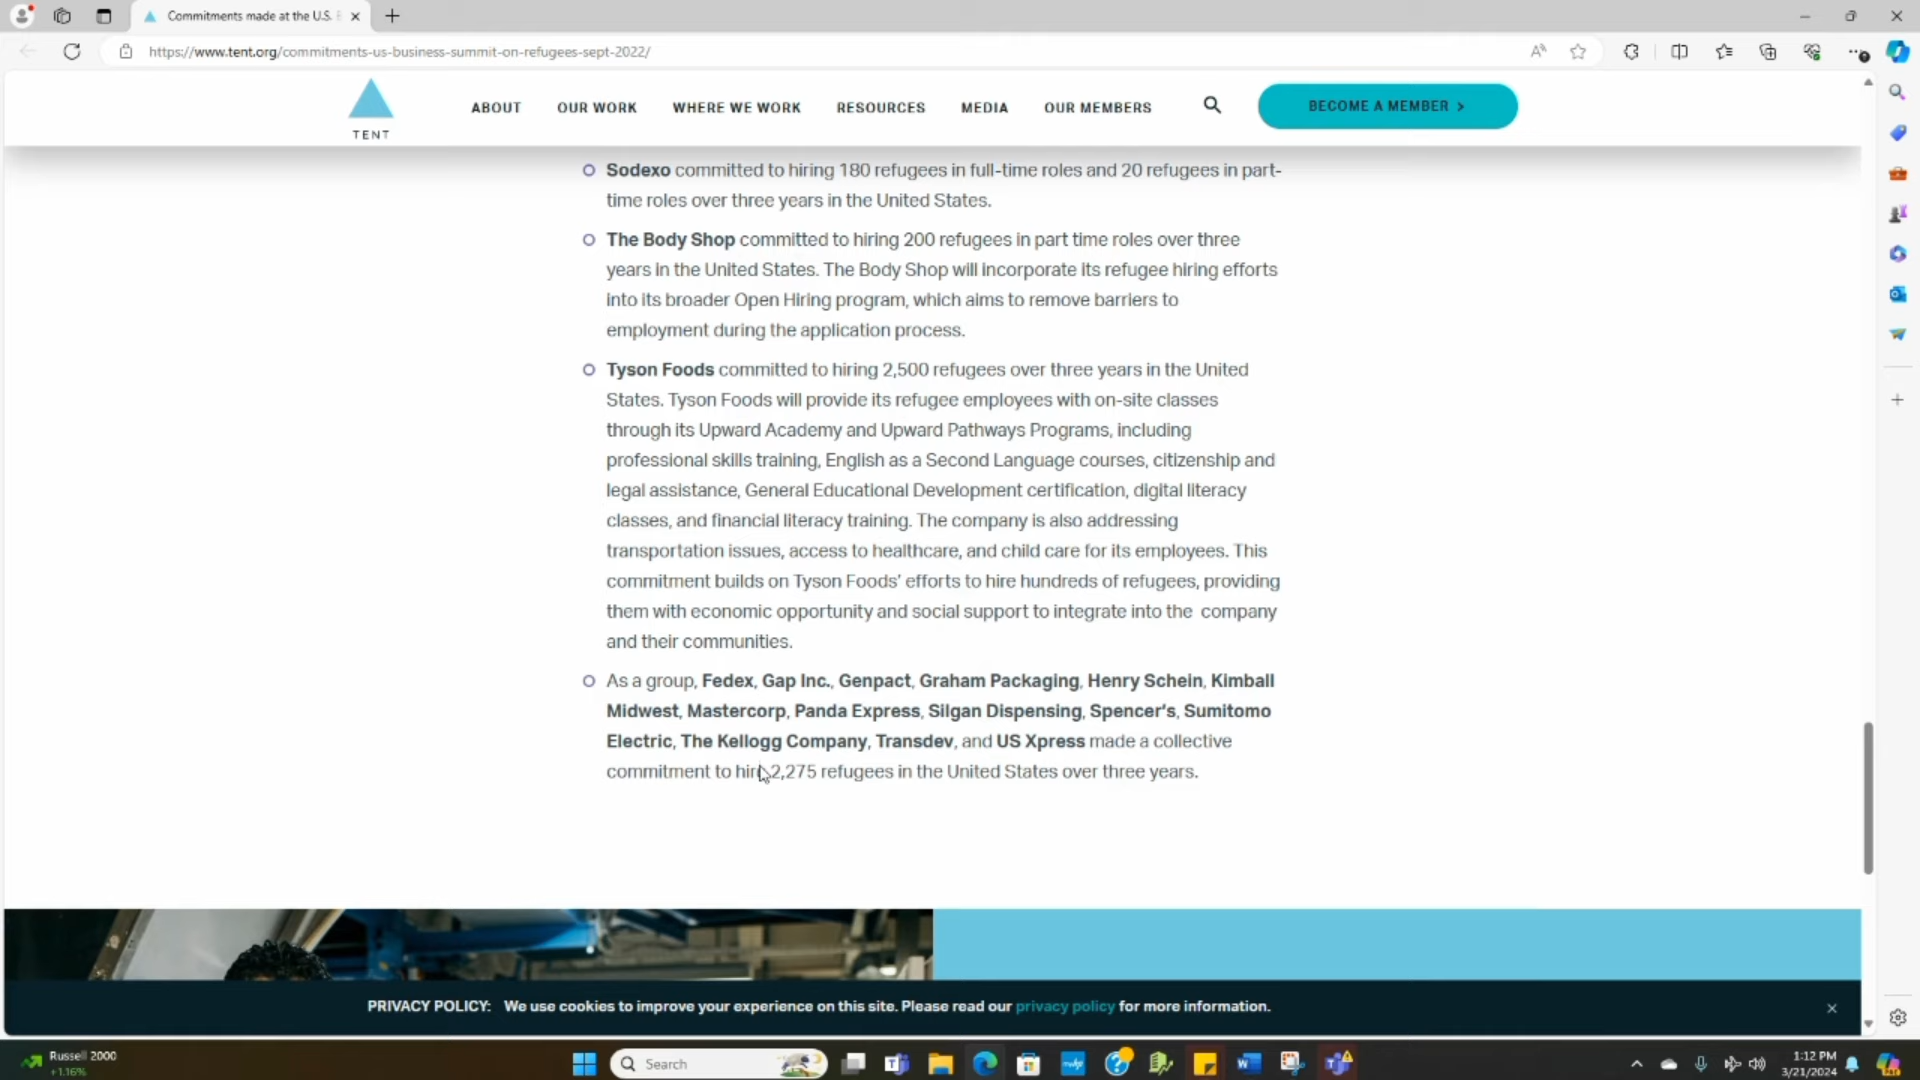 Commitments made at the U.S.
https://www.tent.org/commitments-us-business-summit-on-refugees-sept-2022/
TENT
ABOUT
OUR WORK
WHERE WE WORK
RESOURCES
MEDIA
OUR MEMBERS
BECOME A MEMBER >
Sodexo committed to hiring 180 refugees in full-time roles and 20 refugees in part-
time roles over three years in the United States.
The Body Shop committed to hiring 200 refugees in part time roles over three
years in the United States. The Body Shop will incorporate its refugee hiring efforts
into its broader Open Hiring program, which aims to remove barriers to
employment during the application process.
Tyson Foods committed to hiring 2,500 refugees over three years in the United
States. Tyson Foods will provide its refugee employees with on-site classes
through its Upward Academy and Upward Pathways Programs, including
professional skills training, English as a Second Language courses, citizenship and
legal assistance, General Educational Development certification, digital literacy
classes, and financial literacy training. The company is also addressing
transportation issues, access to healthcare, and child care for its employees. This
commitment builds on Tyson Foods' efforts to hire hundreds of refugees, providing
them with economic opportunity and social support to integrate into the company
and their communities.
As a group, Fedex, Gap Inc., Genpact, Graham Packaging, Henry Schein, Kimball
Midwest, Mastercorp, Panda Express, Silgan Dispensing, Spencer's, Sumitomo
Electric, The Kellogg Company, Transdev, and US Xpress made a collective
commitment to hire 2,275 refugees in the United States over three years.
PRIVACY POLICY: We use cookies to improve your experience on this site. Please read our privacy policy for more information.
Russell 2000
+1.16%
Search
1:12 PM
3/21/2024